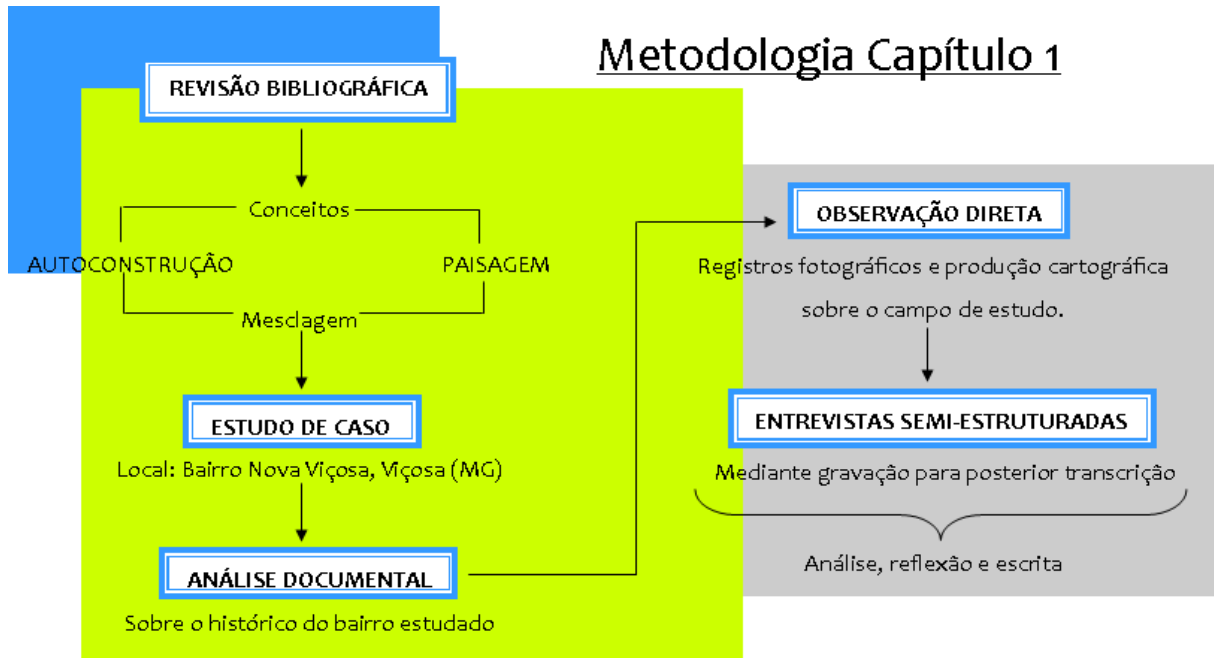 Metodologia Capítulo 1
REVISÃO BIBLIOGRÁFICA
Conceitos
AUTOCONSTRUÇÃO
PAISAGEM
Mesclagem
ESTUDO DE CASO
Local: Bairro Nova Viçosa, Viçosa (MG)
ANÁLISE DOCUMENTAL
Sobre o histórico do bairro estudado
OBSERVAÇÃO DIRETA
Registros fotográficos e produção cartográfica
sobre o campo de estudo.
ENTREVISTAS SEMI-ESTRUTURADAS
Mediante gravação para posterior transcrição
Análise, reflexão e escrita